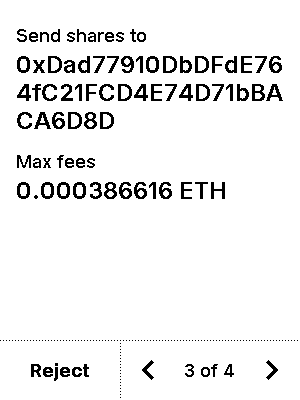 Send shares to
0xDad77910DbDFdE76
4fC21FCD4E74D71bBA
CA6D8D
Max fees
0.000386616 ETH
Reject
3 of 4